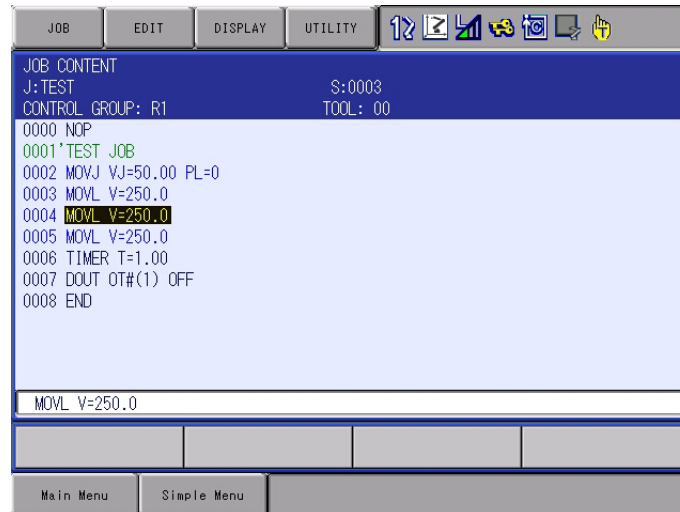 JOB EDIT DISPLAY UTILITY
JOB CONTENT
J:TEST S:0003
CONTROL GROUP: R1 TOOL: 00
0000 NOP
0001'TEST JOB
0002 MOVJ VJ=50.00 PL=0
0003 MOVL V=250.0
0004 MOVL V=250.0
0005 MOVL V=250.0
0006 TIMER T=1.00
0007 DOUT OT#(1) OFF
0008 END
MOVL V=250.0
Main Menu Simple Menu